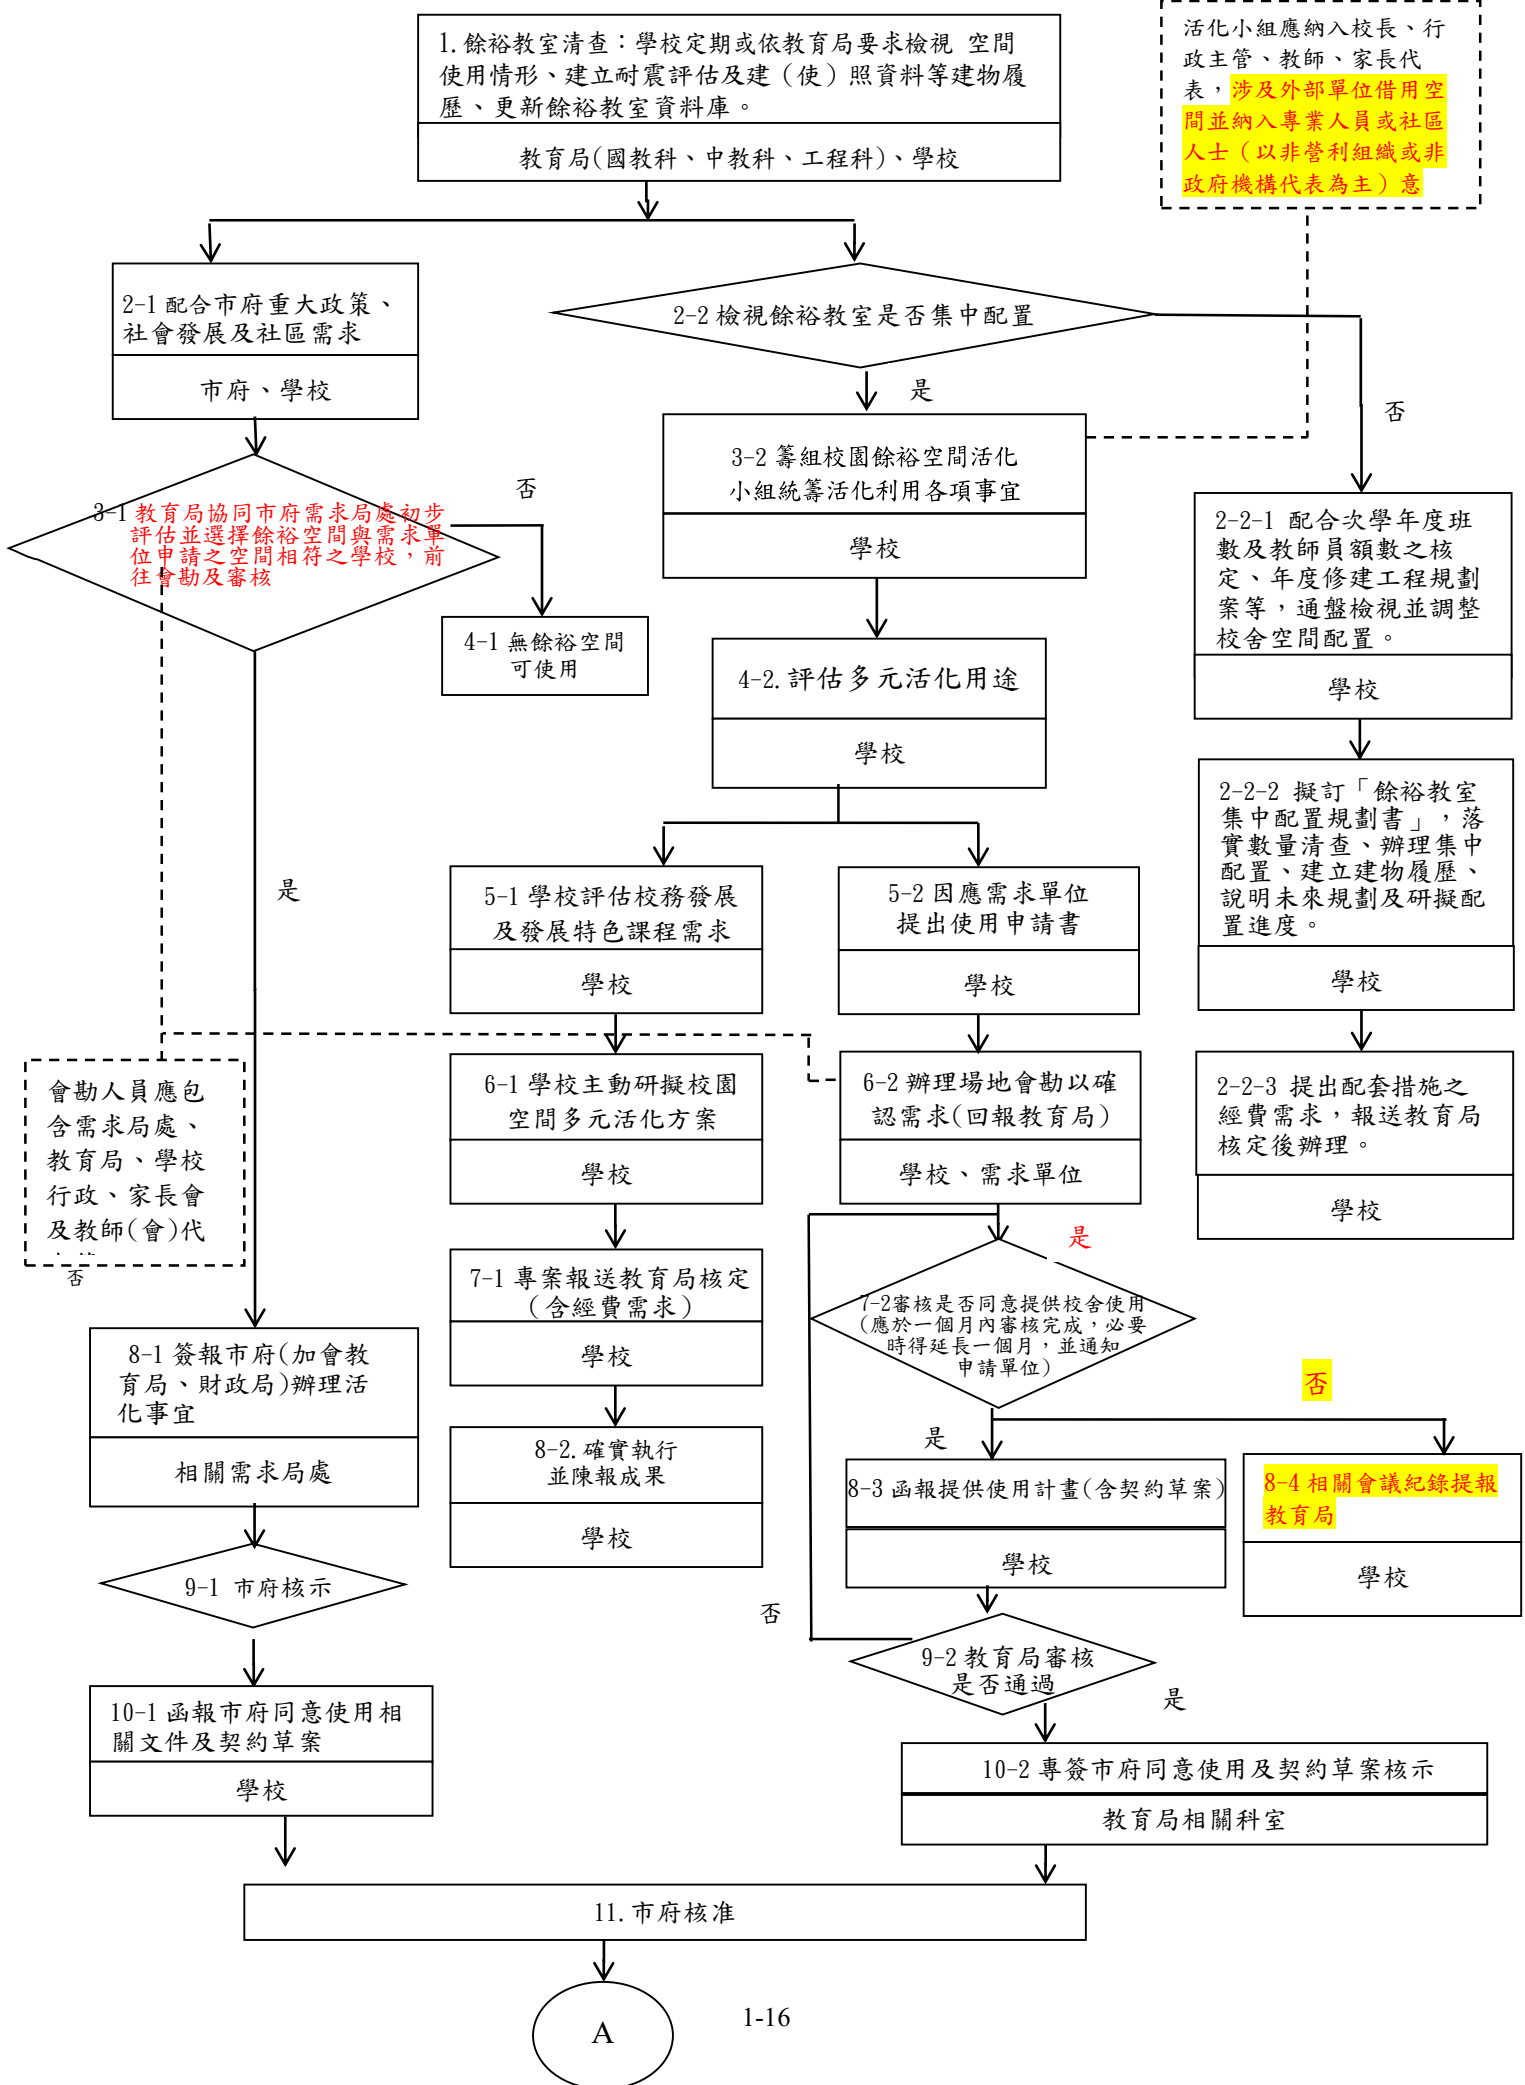 1.餘裕教室清查：學校定期或依教育局要求檢視 空間
使用情形、建立耐震評估及建（使）照資料等建物履
歷、更新餘裕教室資料庫。
教育局(國教科、中教科、工程科)、學校
活化小組應納入校長、行
政主管、教師、家長代
表，涉及外部單位借用空
間並納入專業人員或社區
人士（以非營利組織或非
政府機構代表為主）意
2-1 配合市府重大政策、
社會發展及社區需求
市府、學校
2-2 檢視餘裕教室是否集中配置
是
否
3-1 教育局協同市府需求局處初步
評估並選擇餘裕空間與需求單
位申請之空間相符之學校，前
往會勘及審核
否
4-1 無餘裕空間
可使用
3-2 籌組校園餘裕空間活化
小組統籌活化利用各項事宜
學校
2-2-1 配合次學年度班
數及教師員額數之核
定、年度修建工程規劃
案等，通盤檢視並調整
校舍空間配置。
學校
4-2.評估多元活化用途
學校
2-2-2 擬訂「餘裕教室
集中配置規劃書」，落
實數量清查、辦理集中
配置、建立建物履歷、
說明未來規劃及研擬配
置進度。
學校
是
5-1 學校評估校務發展
及發展特色課程需求
學校
5-2 因應需求單位
提出使用申請書
學校
會勘人員應包
含需求局處、
教育局、學校
行政、家長會
及教師(會)代
否
6-1 學校主動研擬校園
空間多元活化方案
學校
6-2 辦理場地會勘以確
認需求(回報教育局)
學校、需求單位
2-2-3 提出配套措施之
經費需求，報送教育局
核定後辦理。
學校
是
7-1 專案報送教育局核定
（含經費需求）
學校
7-2審核是否同意提供校舍使用
(應於一個月內審核完成，必要
時得延長一個月，並通知
申請單位)
否
是
8-1 簽報市府(加會教
育局、財政局)辦理活
化事宜
相關需求局處
8-2.確實執行
並陳報成果
學校
8-3 函報提供使用計畫(含契約草案)
學校
8-4 相關會議紀錄提報
教育局
學校
9-1 市府核示
否
9-2 教育局審核
是否通過
是
10-1 函報市府同意使用相
關文件及契約草案
學校
10-2 專簽市府同意使用及契約草案核示
教育局相關科室
11.市府核准
A
1-16